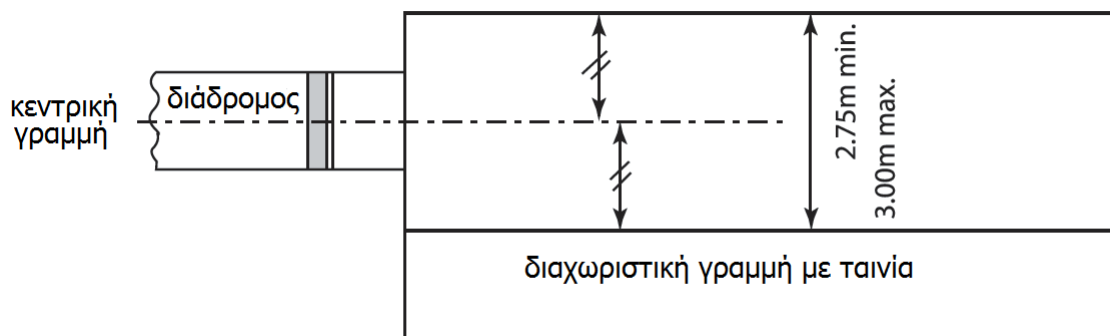 κεντρική
γραμμή
διάδρομος
2.75m min.
3.00m max.
διαχωριστική γραμμή με ταινία